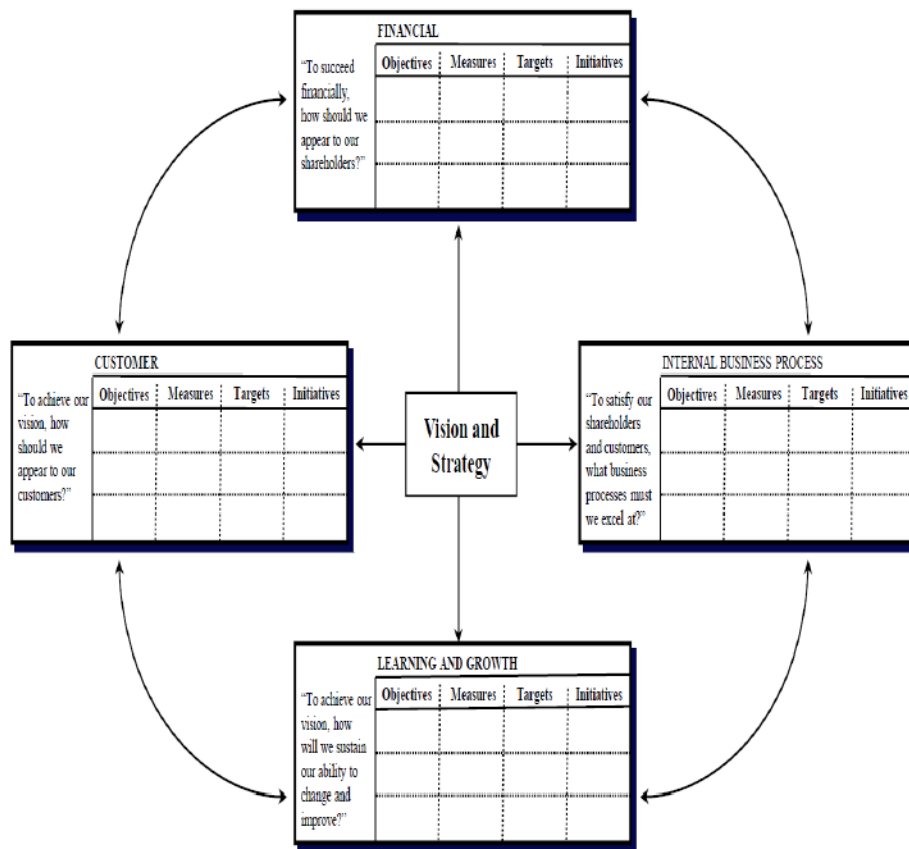 FINANCIAL
“To succeed
financially,
how should we
appear to our
shareholders?”
Objectives Measures Targets Initiatives
CUSTOMER
“To achieve our
vision, how
should we
appear to our
customers?”
Objectives Measures Targets Initiatives
Vision and
Strategy
INTERNAL BUSINESS PROCESS
“To satisfy our
shareholders
and customers,
what business
processes must
we excel at?”
Objectives Measures Targets Initiatives
LEARNING AND GROWTH
“To achieve our
vision, how
will we sustain
our ability to
change and
improve?”
Objectives Measures Targets Initiatives